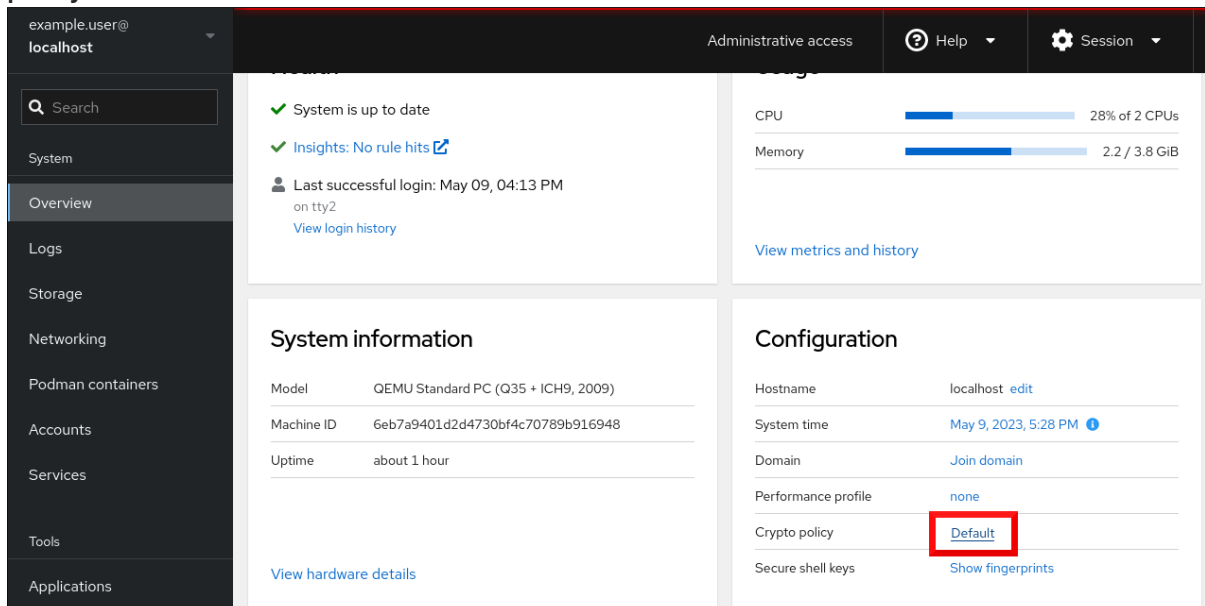 example.user@
localhost
Administrative access
Help
Session
Search
System
Overview
Logs
Storage
Networking
Podman containers
Accounts
Services
Tools
Applications
System is up to date
Insights: No rule hits
Last successful login: May 09, 04:13 PM
on tty2
View login history
CPU 28% of 2 CPUs
Memory 2.2 / 3.8 GiB
View metrics and history
System information
Model QEMU Standard PC (Q35 + ICH9, 2009)
Machine ID 6eb7a9401d2d4730bf4c70789b916948
Uptime about 1 hour
View hardware details
Configuration
Hostname localhost edit
System time May 9, 2023, 5:28 PM
Domain Join domain
Performance profile none
Crypto policy Default
Secure shell keys Show fingerprints